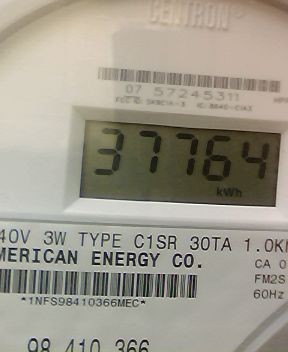 CENTRON®
07 57245311
37764
kWh
40V 3W TYPE C1SR 30TA 1.0K
MERICAN ENERGY CO.
CA 0
FM2S
60Hz
*1NFS98410366MEC*
98 410 366